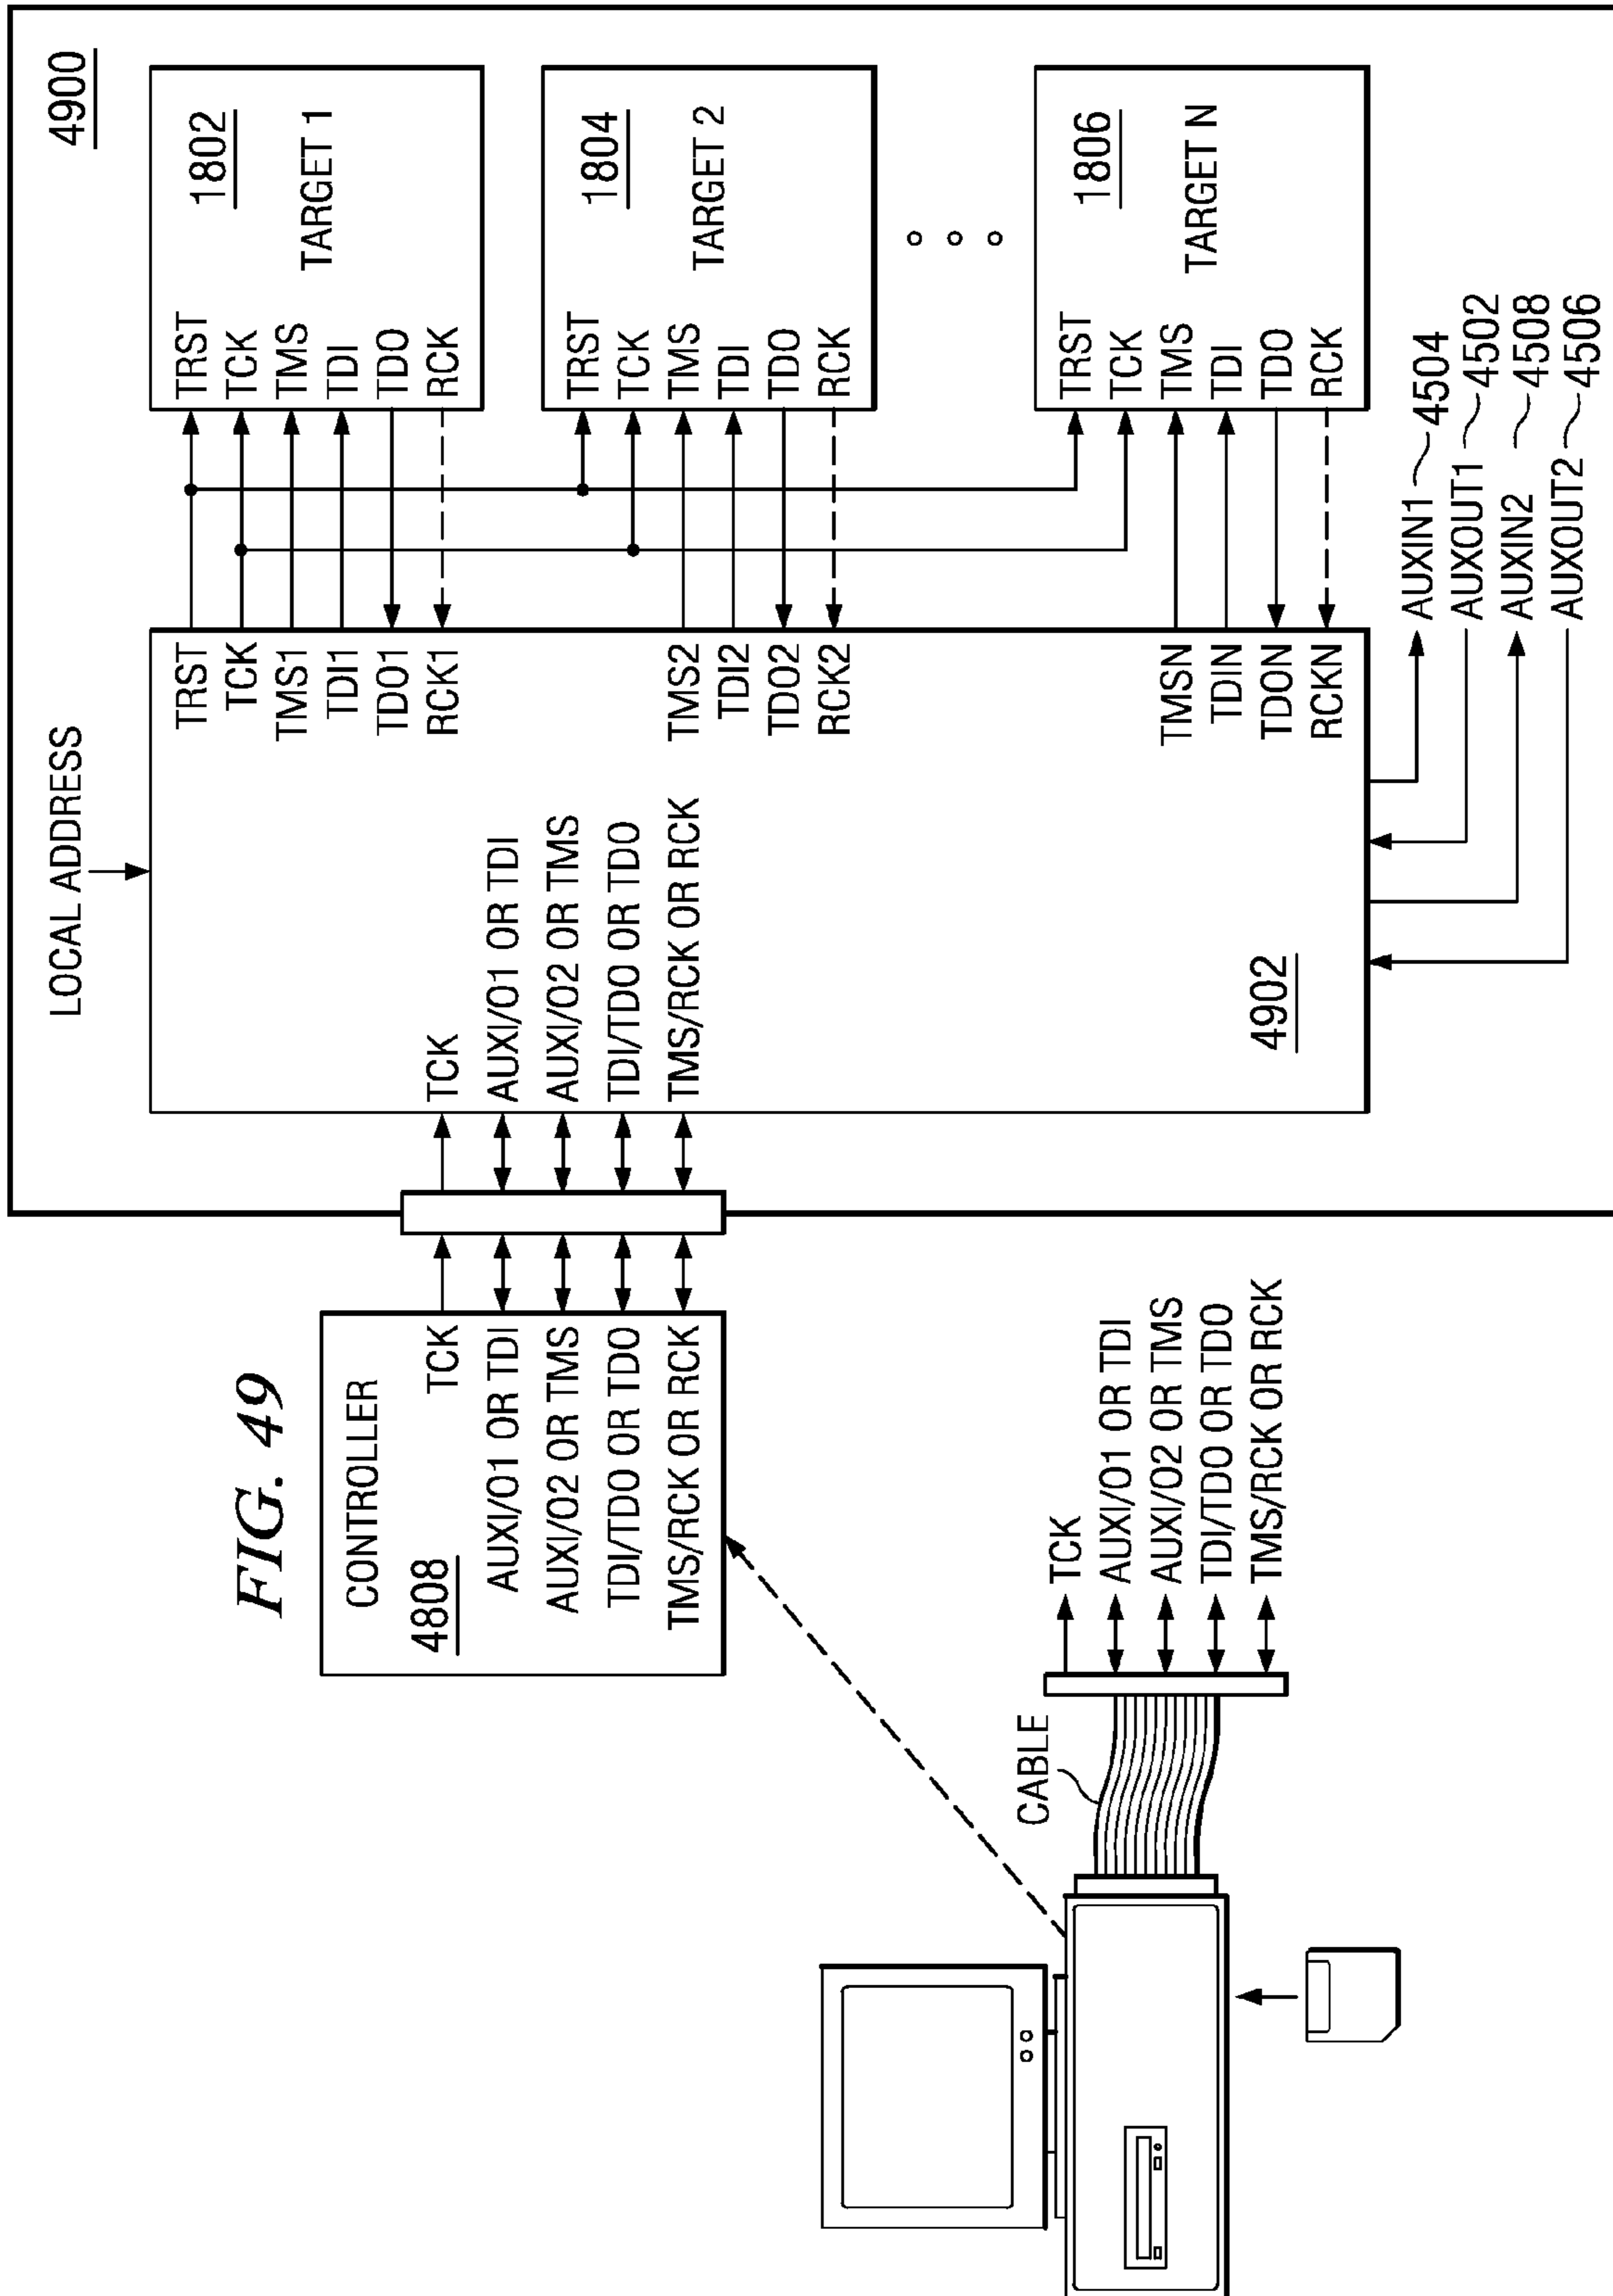 FIG. 49
4900
LOCAL ADDRESS
CONTROLLER
4808
TCK
AUXI/O1 OR TDI
AUXI/O2 OR TMS
TDI/TDO OR TDO
TMS/RCK OR RCK
TCK
AUXI/O1 OR TDI
AUXI/O2 OR TMS
TDI/TDO OR TDO
TMS/RCK OR RCK
4902
TRST
TCK
TMS1
TDI1
TDO1
RCK1
TMS2
TDI2
TDO2
RCK2
TMSN
TDIN
TDON
RCKN
TRST
TCK
TMS
TDI
TDO
RCK
1802
TARGET 1
TRST
TCK
TMS
TDI
TDO
RCK
1804
TARGET 2
TRST
TCK
TMS
TDI
TDO
RCK
1806
TARGET N
AUXIN1 4504
AUXOUT1 4502
AUXIN2 4508
AUXOUT2 4506
CABLE
TCK
AUXI/O1 OR TDI
AUXI/O2 OR TMS
TDI/TDO OR TDO
TMS/RCK OR RCK